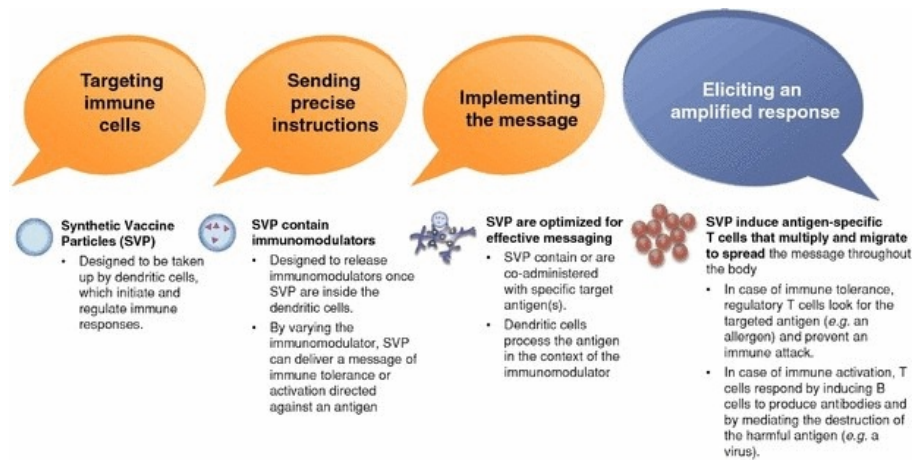 Targeting
immune
cells
Sending
precise
instructions
Implementing
the message
Eliciting an
amplified response
Synthetic Vaccine
Particles (SVP)
• Designed to be taken
up by dendritic cells,
which initiate and
regulate immune
responses.
SVP contain
immunomodulators
• Designed to release
immunomodulators once
SVP are inside the
dendritic cells.
• By varying the
immunomodulator, SVP
can deliver a message of
immune tolerance or
activation directed
against an antigen
SVP are optimized for
effective messaging
• SVP contain or are
co-administered
with specific target
antigen(s).
• Dendritic cells
process the antigen
in the context of the
immunomodulator
SVP induce antigen-specific
T cells that multiply and migrate
to spread the message throughout
the body
• In case of immune tolerance,
regulatory T cells look for the
targeted antigen (e.g. an
allergen) and prevent an
immune attack.
• In case of immune activation, T
cells respond by inducing B
cells to produce antibodies and
by mediating the destruction of
the harmful antigen (e.g. a
virus).